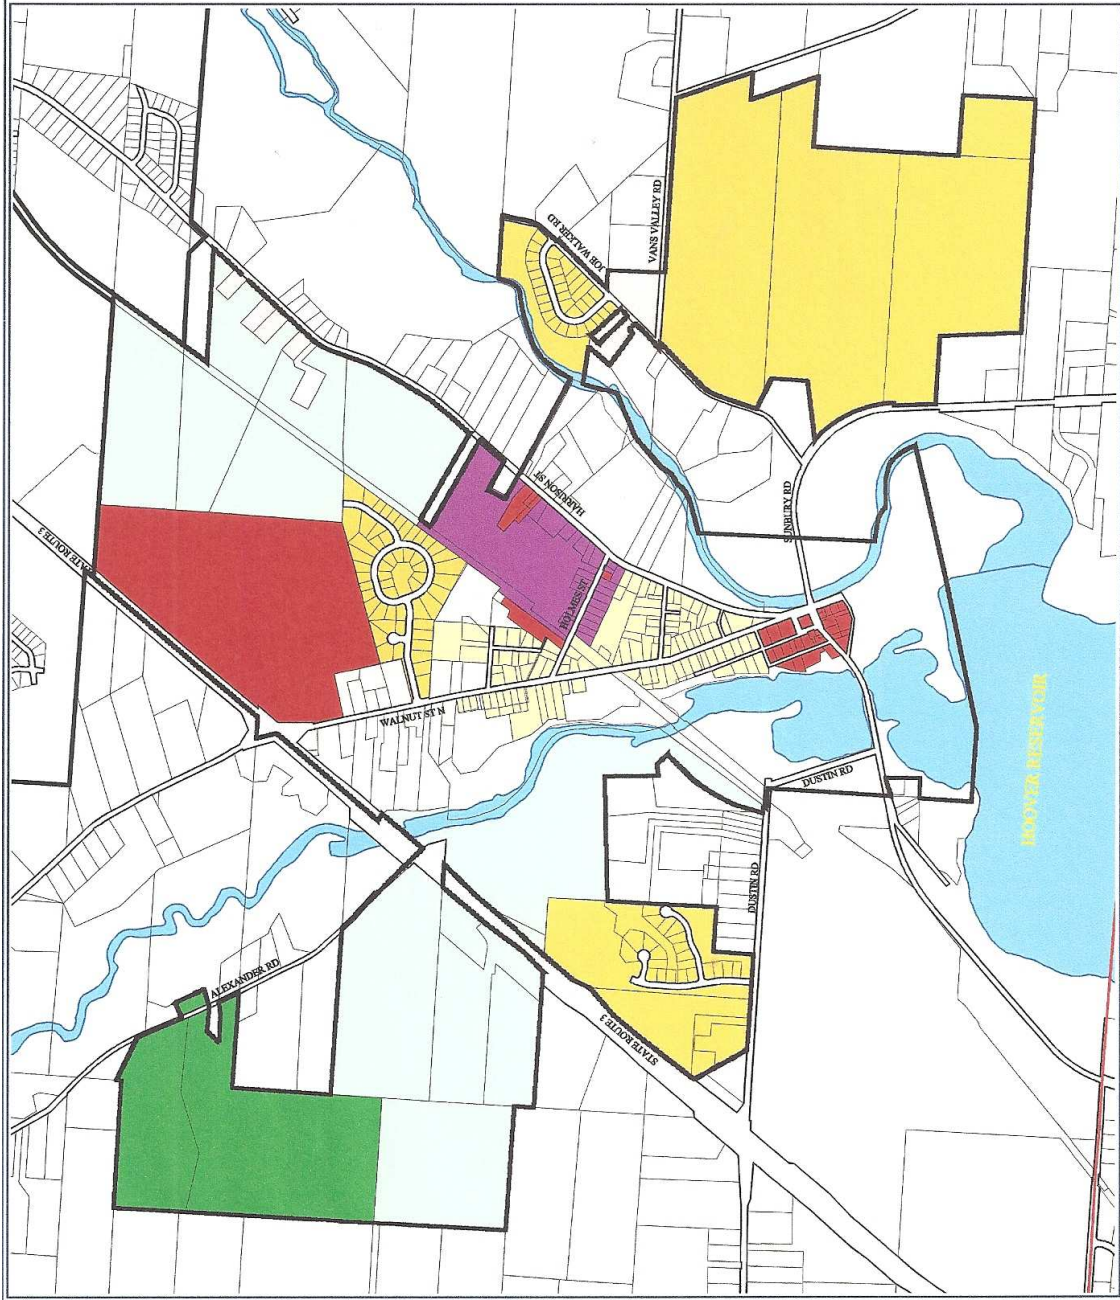 VANS VALLEY RD
JOE WALKER RD
HARRISON ST
SUNBURY RD
STATE ROUTE 3
HOLMES ST
WALNUT ST N
HOOVER RESERVOIR
DUSTIN RD
DUSTIN RD
ALEXANDER RD
STATE ROUTE 3